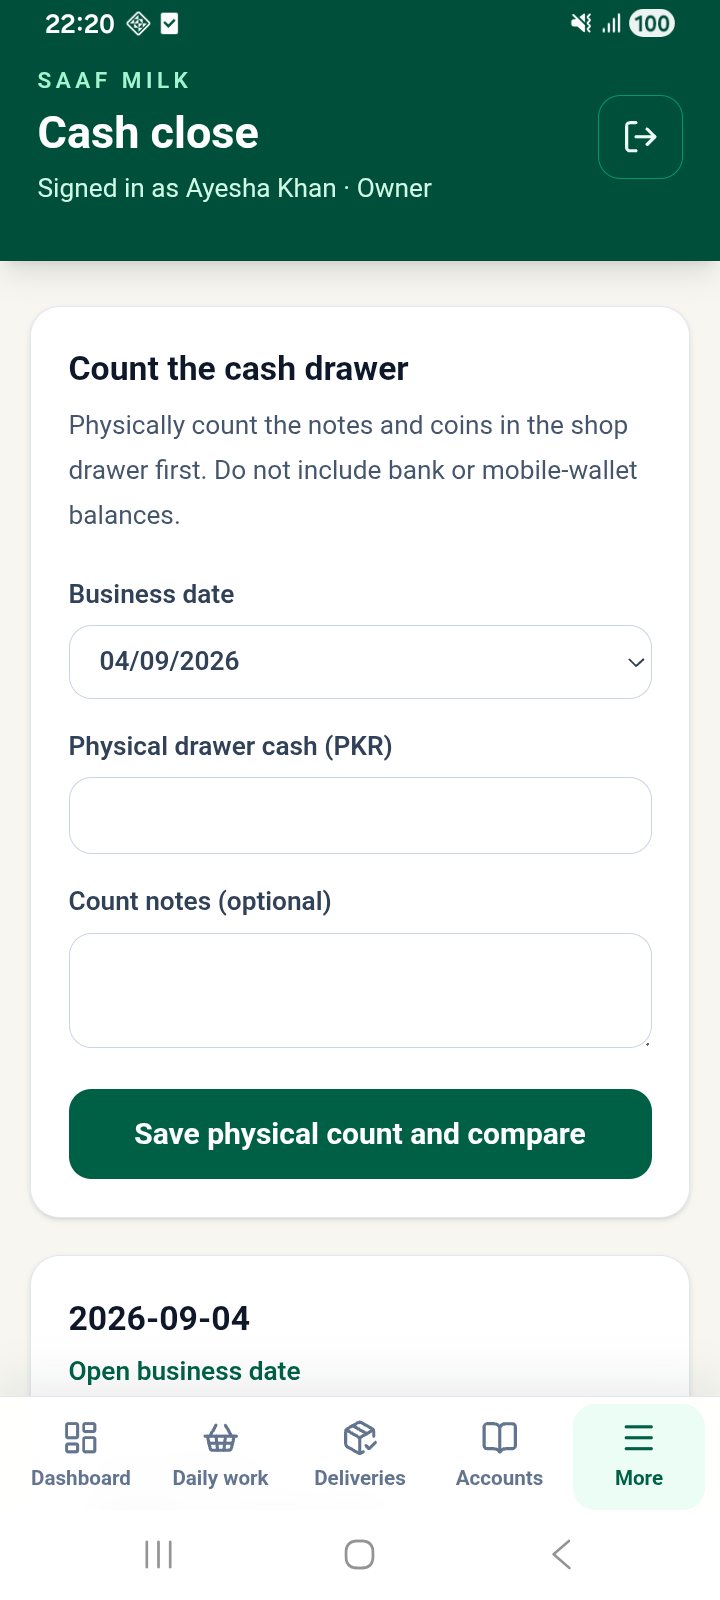 22:20
100
SAAF MILK
Cash close
Signed in as Ayesha Khan · Owner
Count the cash drawer
Physically count the notes and coins in the shop
drawer first. Do not include bank or mobile-wallet
balances.
Business date
04/09/2026
Physical drawer cash (PKR)
Count notes (optional)
Save physical count and compare
2026-09-04
Open business date
Dashboard
Daily work
Deliveries
Accounts
More